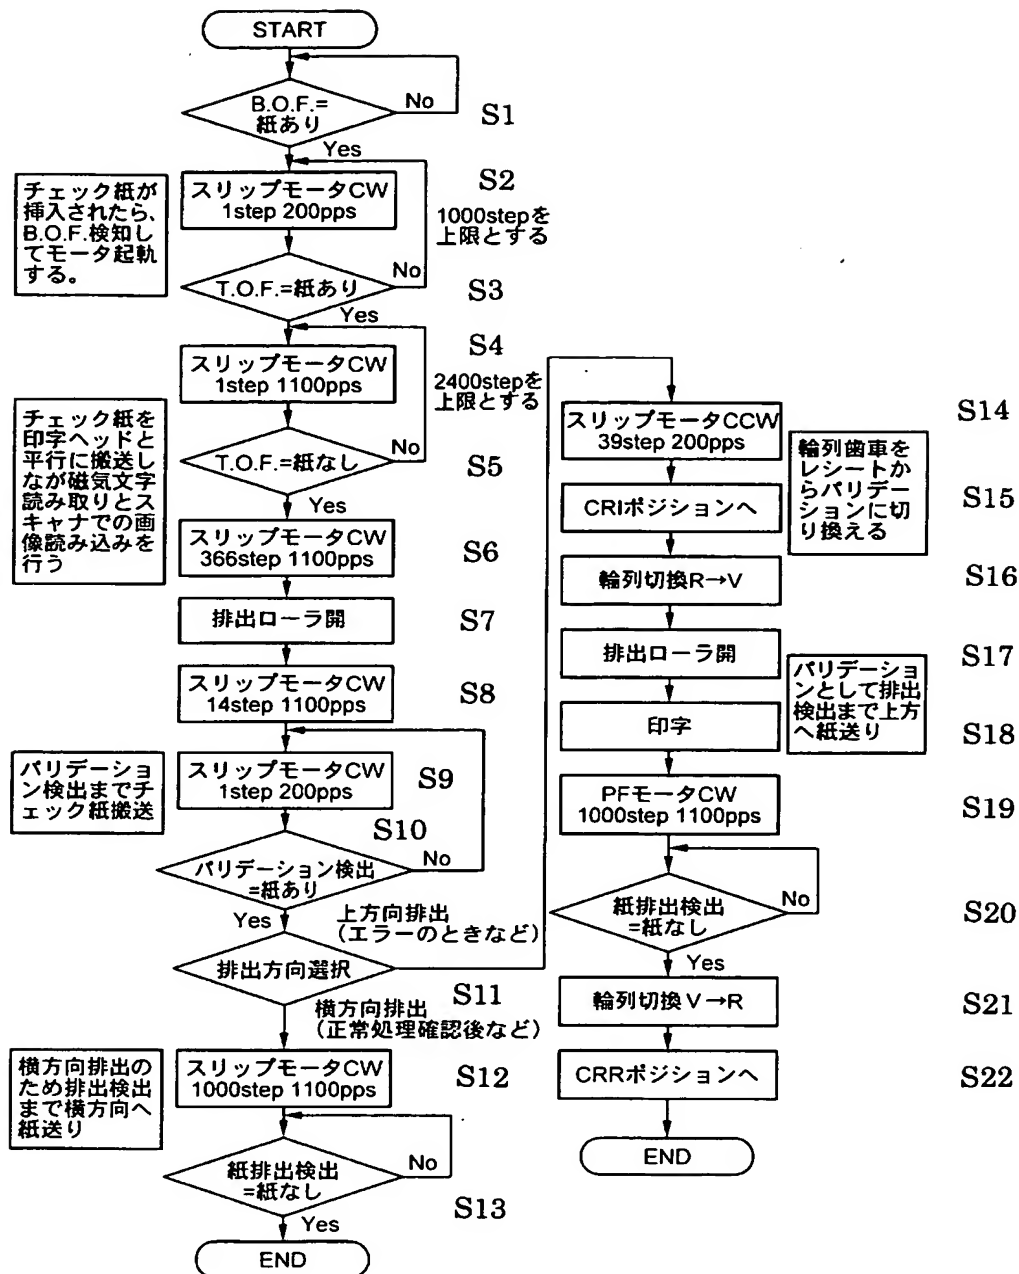 START
B.O.F.=
紙あり
No
S1
Yes
チェック紙が
挿入されたら、
B.O.F.検知し
てモータ起軌
する。
スリップモータCW
1step 200pps
S2
1000stepを
上限とする
T.O.F.=紙あり
No
S3
Yes
スリップモータCW
1step 1100pps
S4
2400stepを
上限とする
チェック紙を
印字ヘッドと
平行に搬送し
なが磁気文字
読み取りとス
キャナでの画
像読み込みを
行う
T.O.F.=紙なし
No
S5
Yes
スリップモータCW
366step 1100pps
S6
排出ローラ開
S7
スリップモータCW
14step 1100pps
S8
バリデーショ
ン検出までチ
ェック紙搬送
スリップモータCW
1step 200pps
S9
S10
バリデーション検出
=紙あり
No
Yes
上方向排出
(エラーのときなど)
排出方向選択
S11
横方向排出
(正常処理確認後など)
横方向排出の
ため排出検出
まで横方向へ
紙送り
スリップモータCW
1000step 1100pps
S12
紙排出検出
=紙なし
No
S13
Yes
END
スリップモータCCW
39step 200pps
S14
輪列歯車を
レシートか
らバリデー
ションに切
り換える
CRIポジションへ
S15
輪列切換R→V
S16
排出ローラ開
S17
バリデーショ
ンとして排出
検出まで上方
へ紙送り
印字
S18
PFモータCW
1000step 1100pps
S19
紙排出検出
=紙なし
No
S20
Yes
輪列切換V→R
S21
CRRポジションへ
S22
END